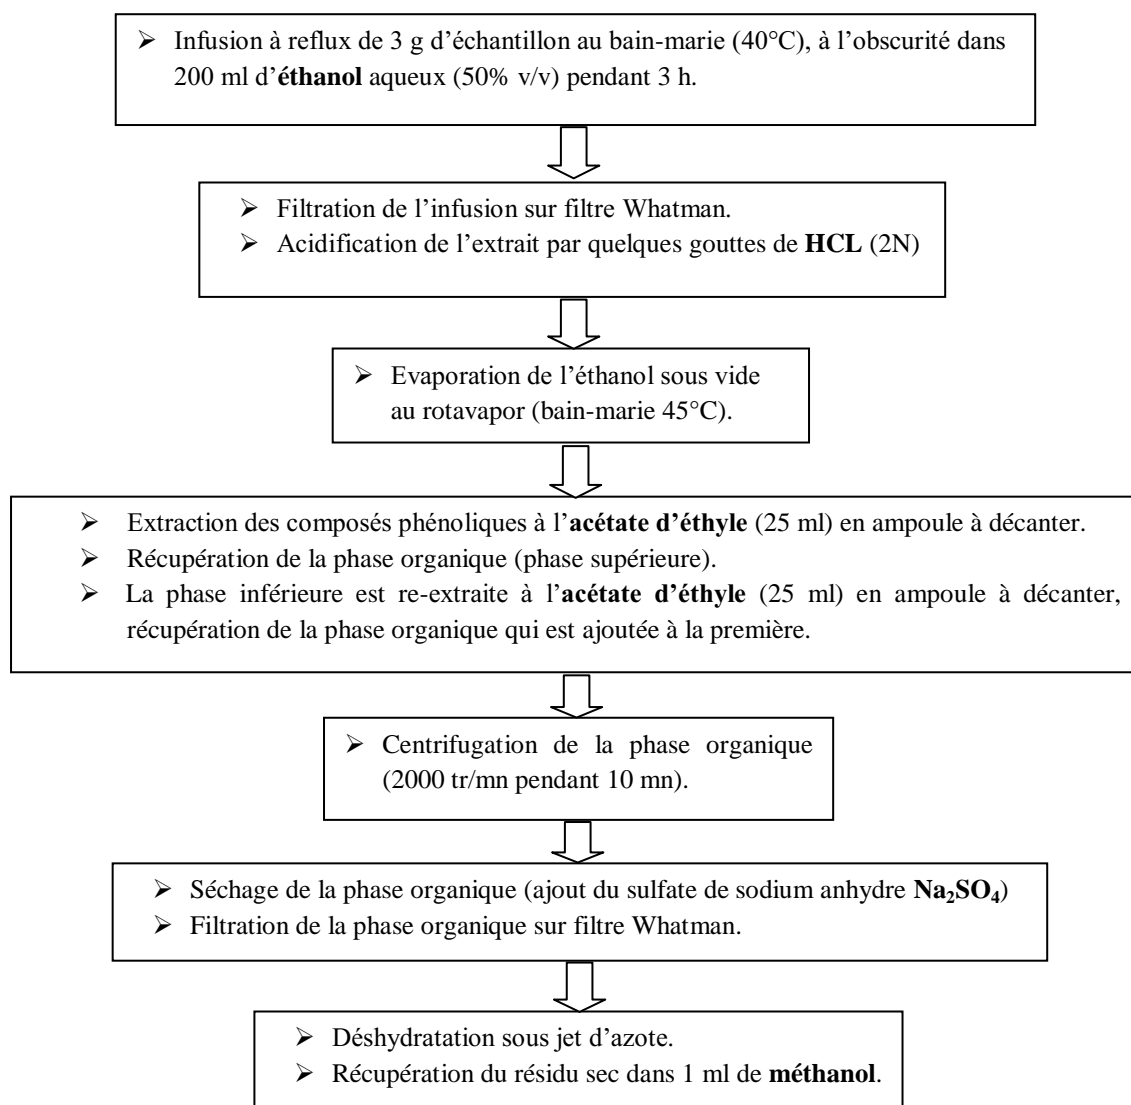 ➢ Infusion à reflux de 3 g d'échantillon au bain-marie (40°C), à l'obscurité dans
200 ml d'éthanol aqueux (50% v/v) pendant 3 h.
➢ Filtration de l'infusion sur filtre Whatman.
➢ Acidification de l'extrait par quelques gouttes de HCL (2N)
➢ Evaporation de l'éthanol sous vide
au rotavapor (bain-marie 45°C).
➢ Extraction des composés phénoliques à l'acétate d'éthyle (25 ml) en ampoule à décanter.
➢ Récupération de la phase organique (phase supérieure).
➢ La phase inférieure est re-extraite à l'acétate d'éthyle (25 ml) en ampoule à décanter,
récupération de la phase organique qui est ajoutée à la première.
➢ Centrifugation de la phase organique
(2000 tr/mn pendant 10 mn).
➢ Séchage de la phase organique (ajout du sulfate de sodium anhydre Na₂SO₄)
➢ Filtration de la phase organique sur filtre Whatman.
➢ Déshydratation sous jet d'azote.
➢ Récupération du résidu sec dans 1 ml de méthanol.